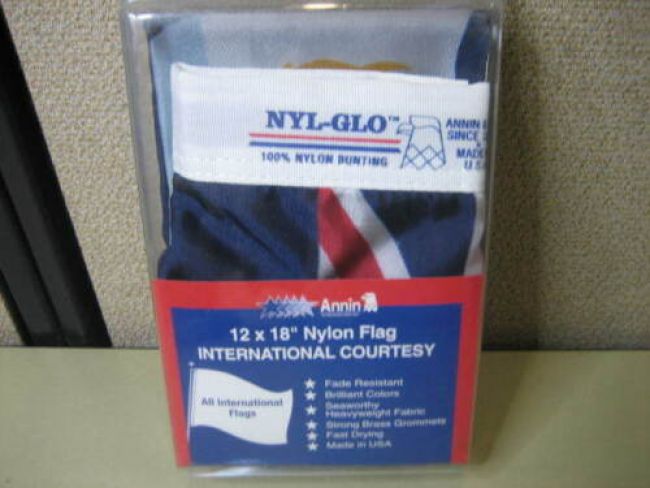 NYL-GLO™
100% NYLON BUNTING
ANNIN
SINCE
MADE
U.S.A
Annin
12 x 18" Nylon Flag
INTERNATIONAL COURTESY
All International
Flags
★ Fade Resistant
★ Brilliant Colors
★ Seaworthy
Heavyweight Fabric
★ Strong Brass Grommets
★ Fast Drying
★ Made in USA